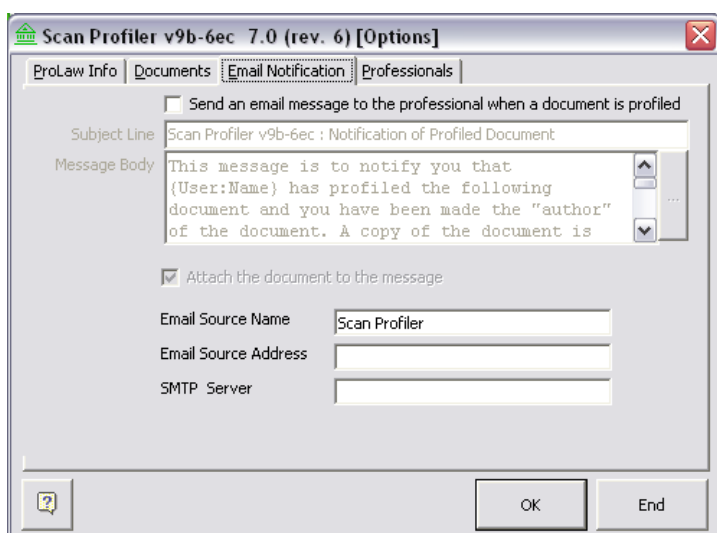 Scan Profiler v9b-6ec 7.0 (rev. 6) [Options]
ProLaw Info Documents Email Notification Professionals
Send an email message to the professional when a document is profiled
Subject Line Scan Profiler v9b-6ec : Notification of Profiled Document
Message Body This message is to notify you that
{User:Name} has profiled the following
document and you have been made the "author"
of the document. A copy of the document is
...
Attach the document to the message
Email Source Name Scan Profiler
Email Source Address
SMTP Server
? OK End